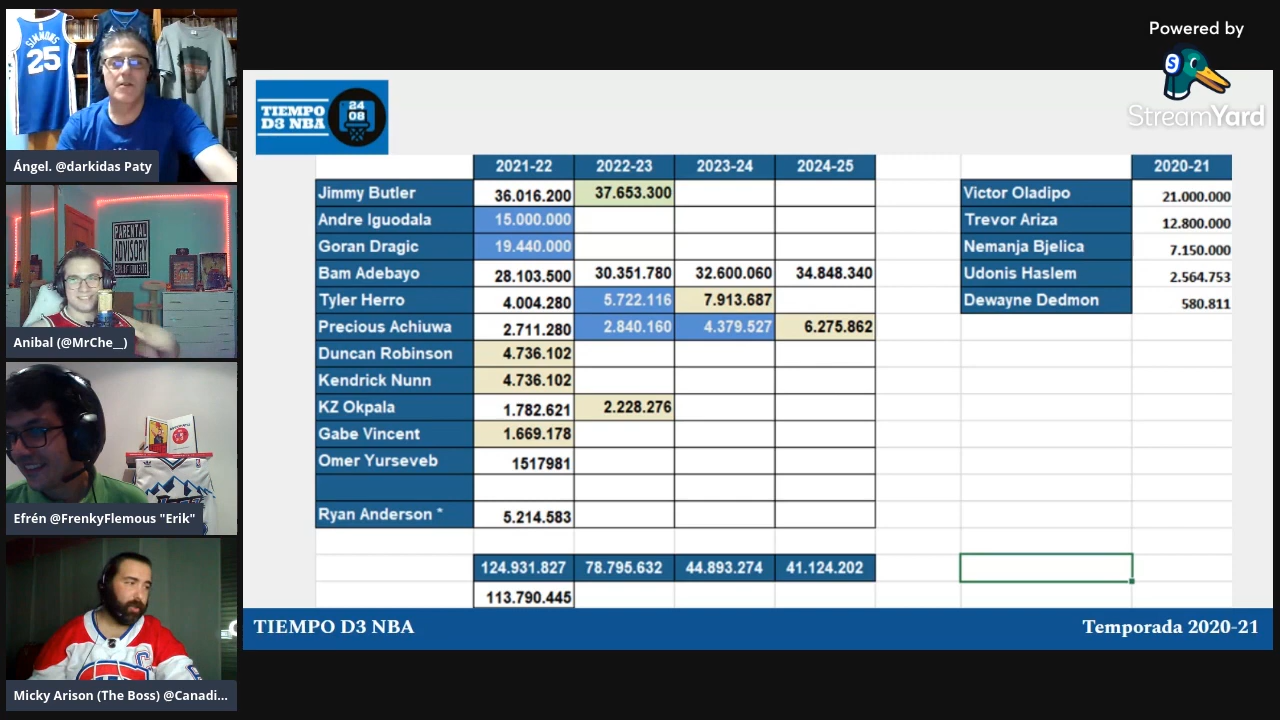 SIMMONS
25
Ángel. @darkidas Paty
PARENTAL
ADVISORY
EXPLICIT CONTENT
Anibal (@MrChe__)
Efrén @FrenkyFlemous "Erik"
Micky Arison (The Boss) @Canadi...
Powered by
S
StreamYard
TIEMPO
D3 NBA
24
08
2021-22 2022-23 2023-24 2024-25 2020-21
Jimmy Butler 36.016.200 37.653.300 Victor Oladipo 21.000.000
Andre Iguodala 15.000.000 Trevor Ariza 12.800.000
Goran Dragic 19.440.000 Nemanja Bjelica 7.150.000
Bam Adebayo 28.103.500 30.351.780 32.600.060 34.848.340 Udonis Haslem 2.564.753
Tyler Herro 4.004.280 5.722.116 7.913.687 Dewayne Dedmon 580.811
Precious Achiuwa 2.711.280 2.840.160 4.379.527 6.275.862
Duncan Robinson 4.736.102
Kendrick Nunn 4.736.102
KZ Okpala 1.782.621 2.228.276
Gabe Vincent 1.669.178
Omer Yurseveb 1517981
Ryan Anderson * 5.214.583
124.931.827 78.795.632 44.893.274 41.124.202
113.790.445
TIEMPO D3 NBA Temporada 2020-21